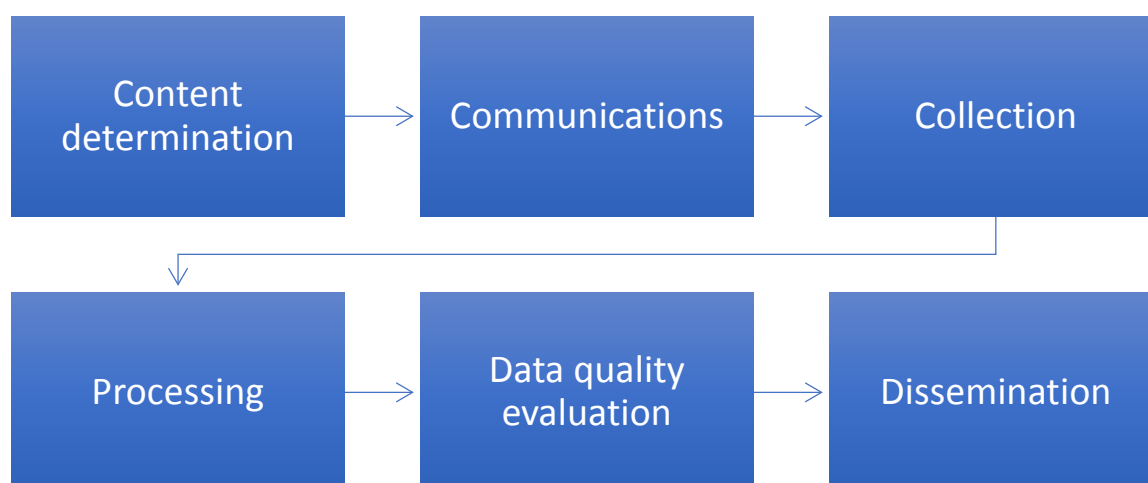 Content
determination
Communications
Collection
Processing
Data quality
evaluation
Dissemination